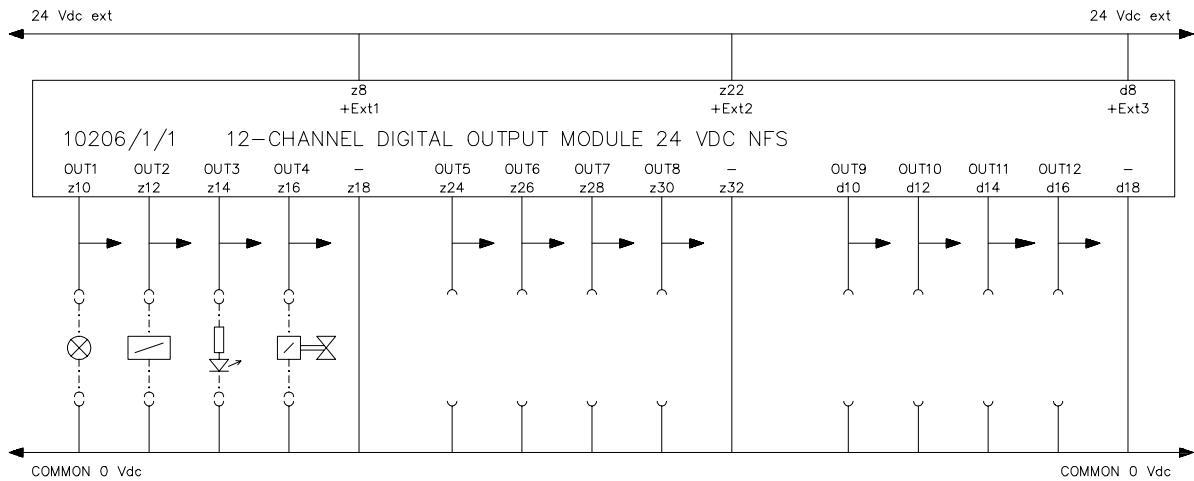 24 Vdc ext 24 Vdc ext
z8 z22 d8
+Ext1 +Ext2 +Ext3
10206/1/1 12-CHANNEL DIGITAL OUTPUT MODULE 24 VDC NFS
OUT1 OUT2 OUT3 OUT4 - OUT5 OUT6 OUT7 OUT8 - OUT9 OUT10 OUT11 OUT12 -
z10 z12 z14 z16 z18 z24 z26 z28 z30 z32 d10 d12 d14 d16 d18
COMMON 0 Vdc COMMON 0 Vdc